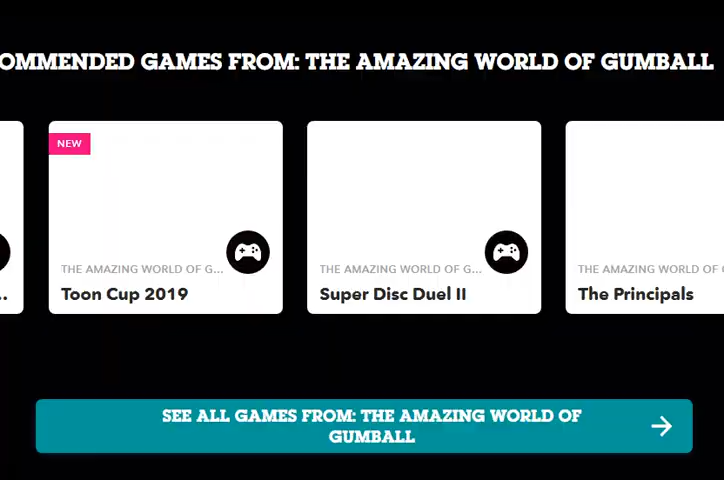 OMMENDED GAMES FROM: THE AMAZING WORLD OF GUMBALL
NEW
THE AMAZING WORLD OF G...
Toon Cup 2019
THE AMAZING WORLD OF G...
Super Disc Duel II
THE AMAZING WORLD OF
The Principals
..
SEE ALL GAMES FROM: THE AMAZING WORLD OF
GUMBALL